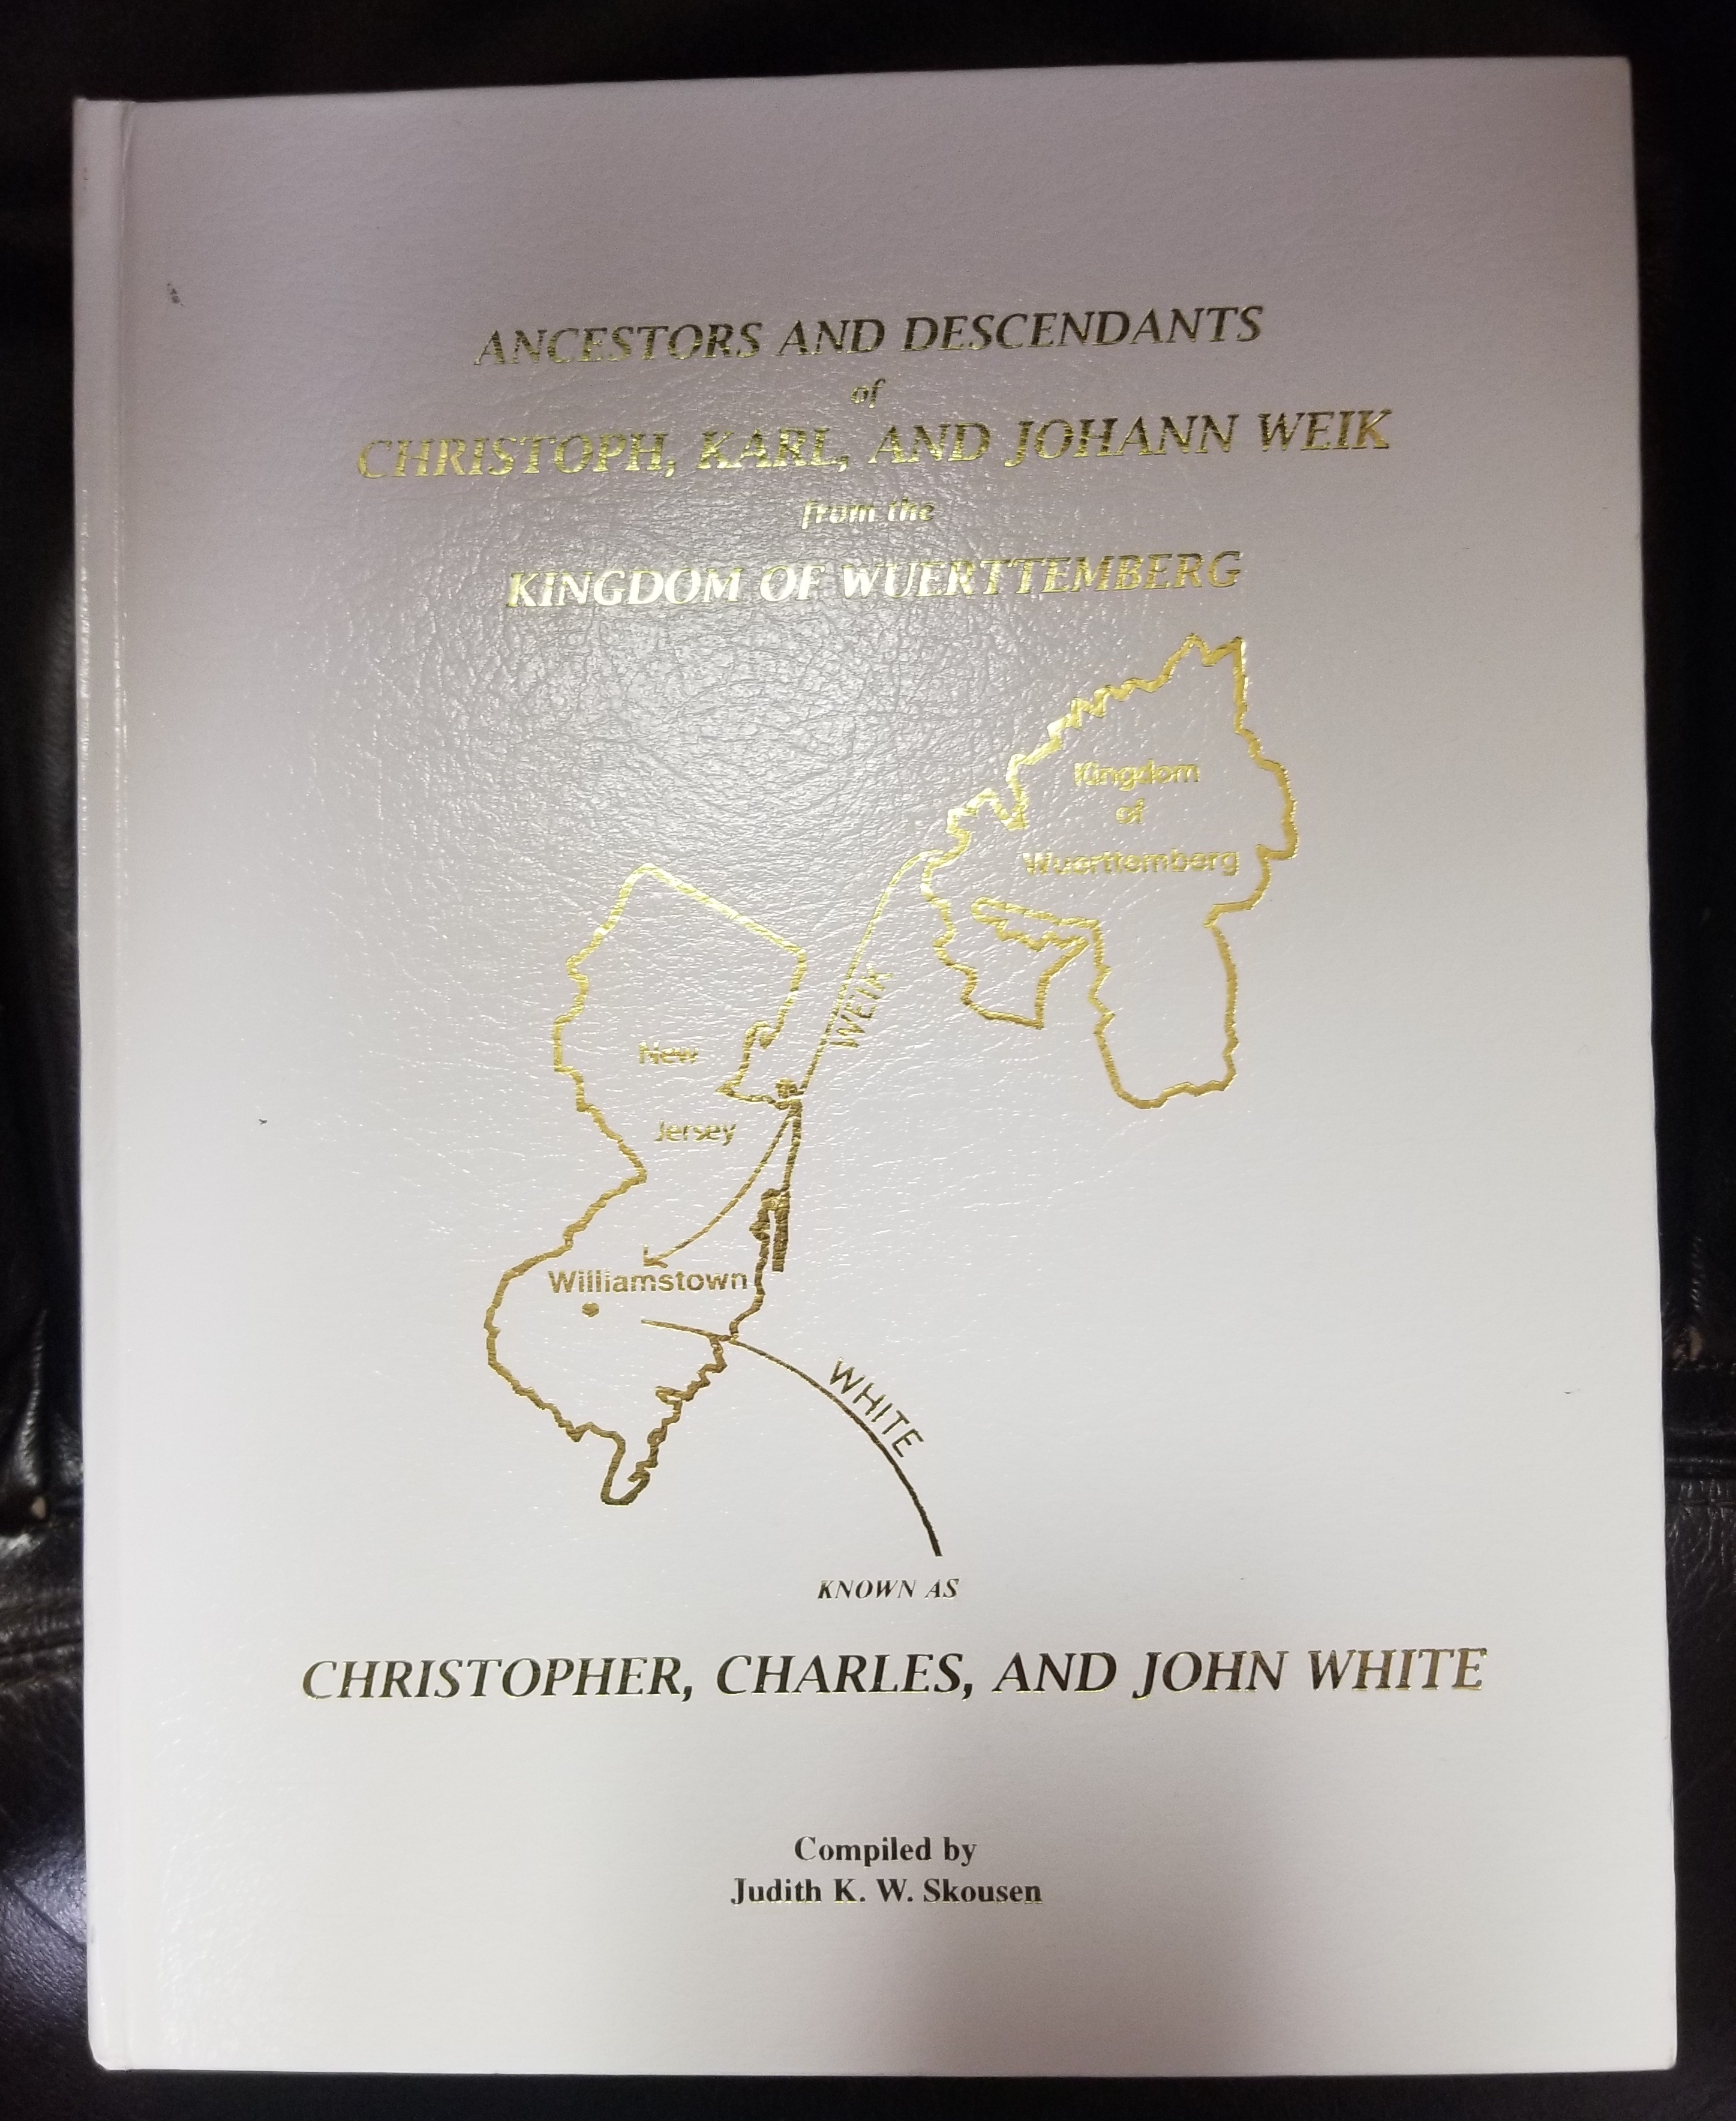 ANCESTORS AND DESCENDANTS
of
CHRISTOPH, KARL, AND JOHANN WEIK
from the
KINGDOM OF WUERTTEMBERG
Kingdom
of
Wuerttemberg
WEIK
New
Jersey
Williamstown
WHITE
KNOWN AS
CHRISTOPHER, CHARLES, AND JOHN WHITE
Compiled by
Judith K. W. Skousen